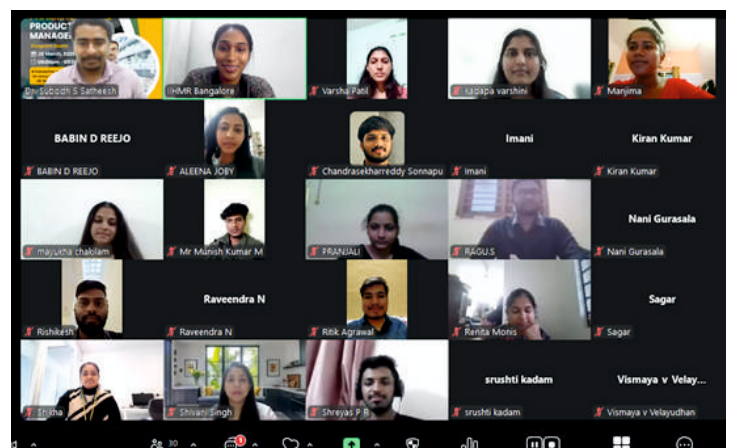 PRODUCT
MANAGE
Dr. Subodh S Satheesh
IIHMR Bangalore
Varsha Patil
kadapa varshini
Manjima
BABIN D REEJO
BABIN D REEJO
ALEENA JOBY
Chandrasekharreddy Sonnapu
Imani
Imani
Kiran Kumar
Kiran Kumar
mayukha challam
Mr Munish Kumar M
PRANJALI
RAGU.S
Nani Gurasala
Nani Gurasala
Rishikesh
Raveendra N
Raveendra N
Ritik Agrawal
Renita Monis
Sagar
Sagar
Shikha
Shivani Singh
Shreyas P R
srushti kadam
srushti kadam
Vismaya v Velay...
Vismaya v Velayudhan
30